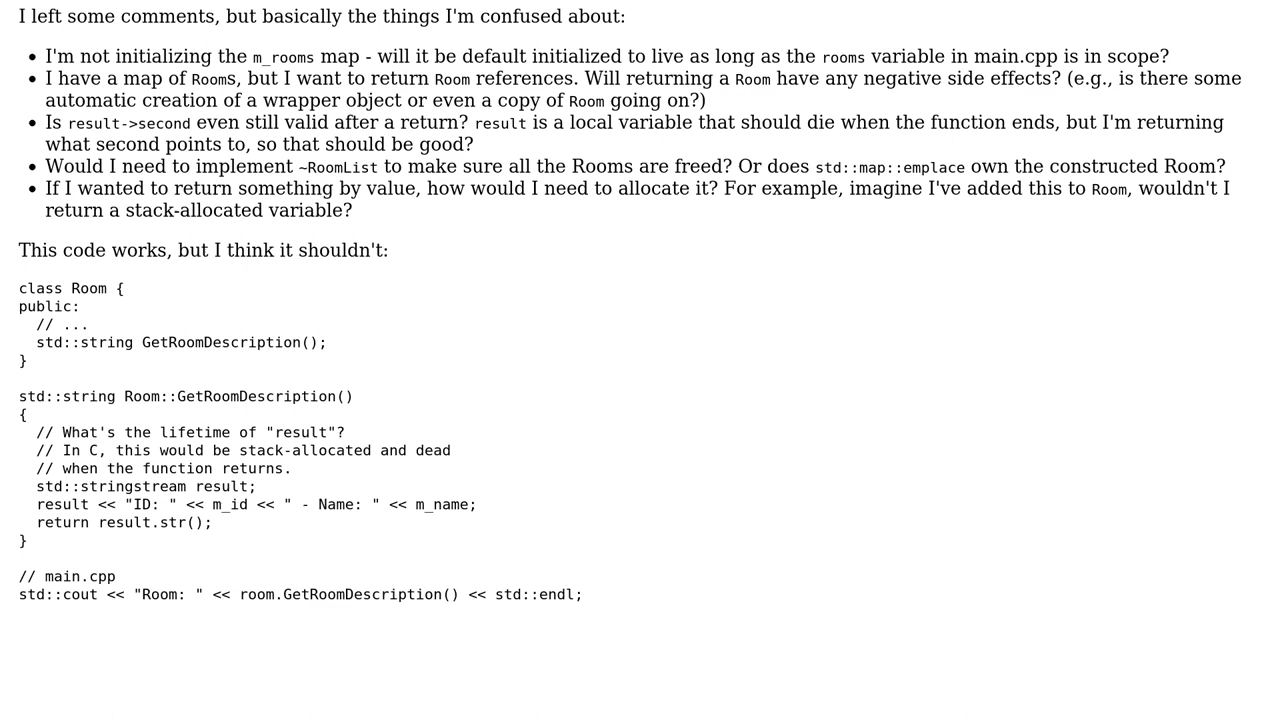 I left some comments, but basically the things I'm confused about:
• I'm not initializing the m_rooms map - will it be default initialized to live as long as the rooms variable in main.cpp is in scope?
• I have a map of Rooms, but I want to return Room references. Will returning a Room have any negative side effects? (e.g., is there some
automatic creation of a wrapper object or even a copy of Room going on?)
• Is result->second even still valid after a return? result is a local variable that should die when the function ends, but I'm returning
what second points to, so that should be good?
• Would I need to implement ~RoomList to make sure all the Rooms are freed? Or does std::map::emplace own the constructed Room?
• If I wanted to return something by value, how would I need to allocate it? For example, imagine I've added this to Room, wouldn't I
return a stack-allocated variable?
This code works, but I think it shouldn't:
class Room {
public:
  // ...
  std::string GetRoomDescription();
}
std::string Room::GetRoomDescription()
{
  // What's the lifetime of "result"?
  // In C, this would be stack-allocated and dead
  // when the function returns.
  std::stringstream result;
  result << "ID: " << m_id << " - Name: " << m_name;
  return result.str();
}
// main.cpp
std::cout << "Room: " << room.GetRoomDescription() << std::endl;